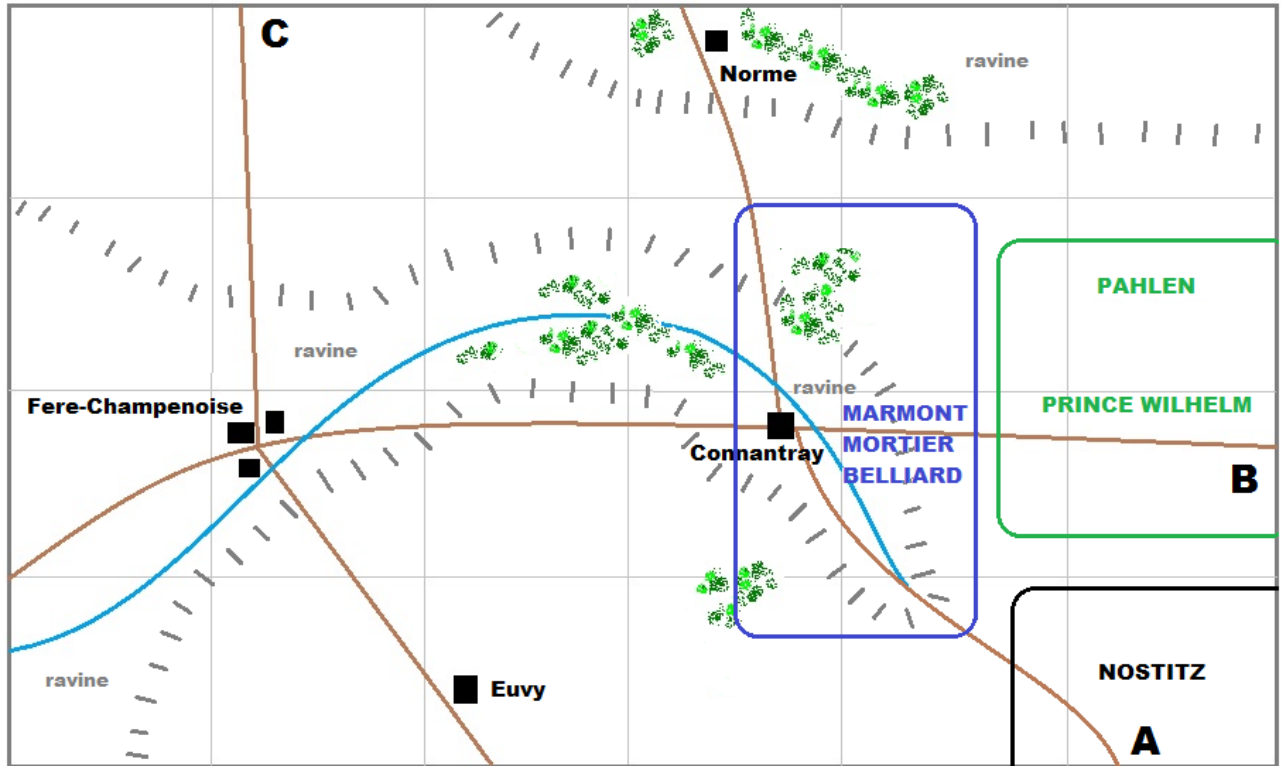 C
Norme
ravine
PAHLEN
ravine
ravine
PRINCE WILHELM
Fere-Champenoise
MARMONT
MORTIER
BELLIARD
Connantray
B
NOSTITZ
ravine
Euvy
A